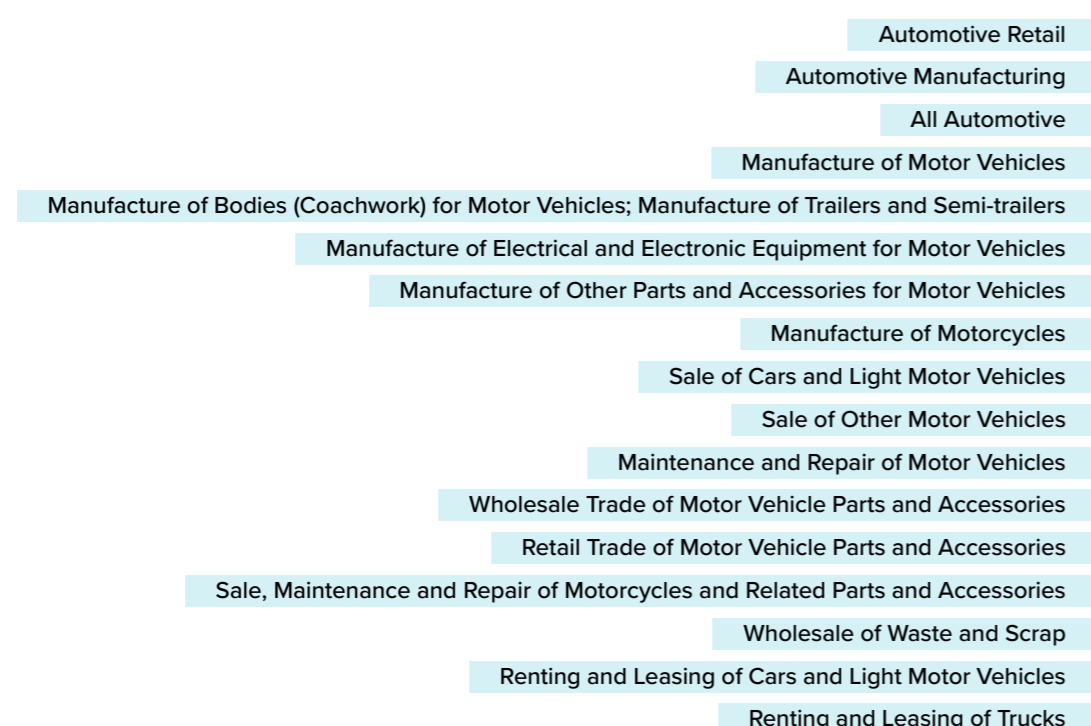 Automotive Retail
Automotive Manufacturing
All Automotive
Manufacture of Motor Vehicles
Manufacture of Bodies (Coachwork) for Motor Vehicles; Manufacture of Trailers and Semi-trailers
Manufacture of Electrical and Electronic Equipment for Motor Vehicles
Manufacture of Other Parts and Accessories for Motor Vehicles
Manufacture of Motorcycles
Sale of Cars and Light Motor Vehicles
Sale of Other Motor Vehicles
Maintenance and Repair of Motor Vehicles
Wholesale Trade of Motor Vehicle Parts and Accessories
Retail Trade of Motor Vehicle Parts and Accessories
Sale, Maintenance and Repair of Motorcycles and Related Parts and Accessories
Wholesale of Waste and Scrap
Renting and Leasing of Cars and Light Motor Vehicles
Renting and Leasing of Trucks